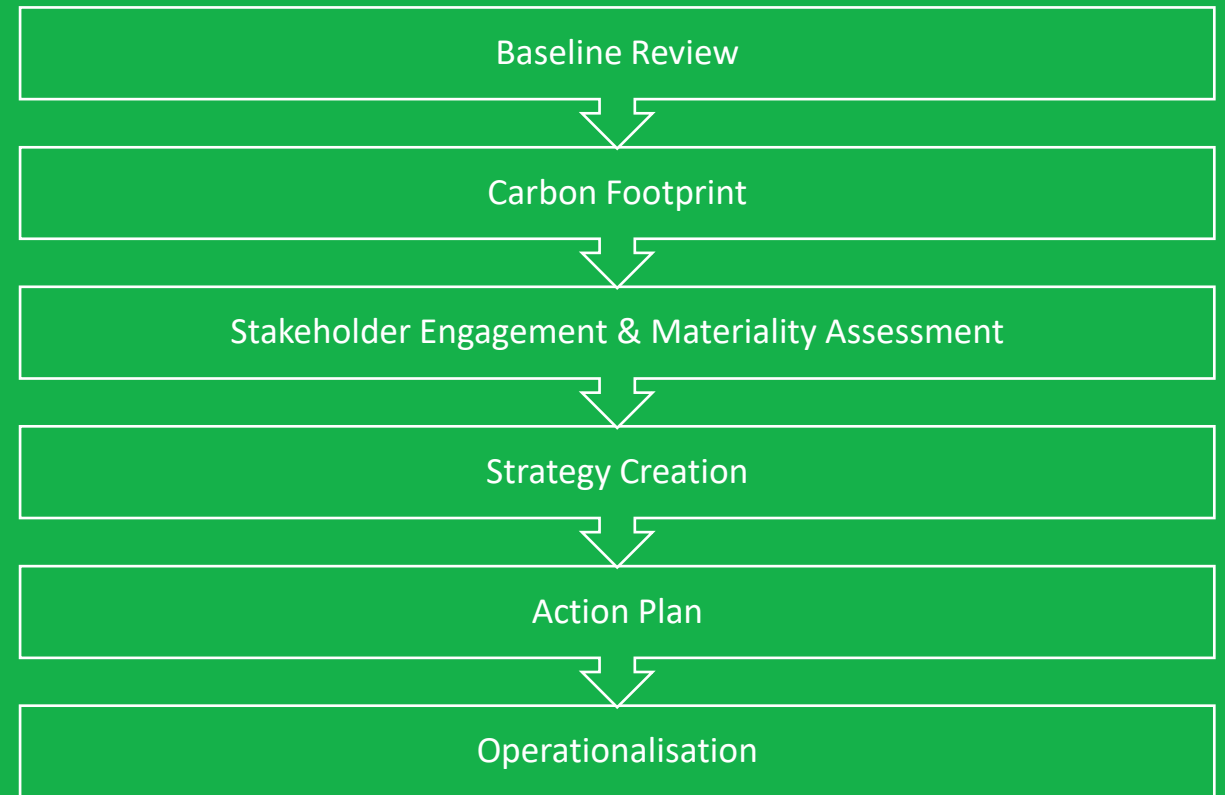 Baseline Review
Carbon Footprint
Stakeholder Engagement & Materiality Assessment
Strategy Creation
Action Plan
Operationalisation